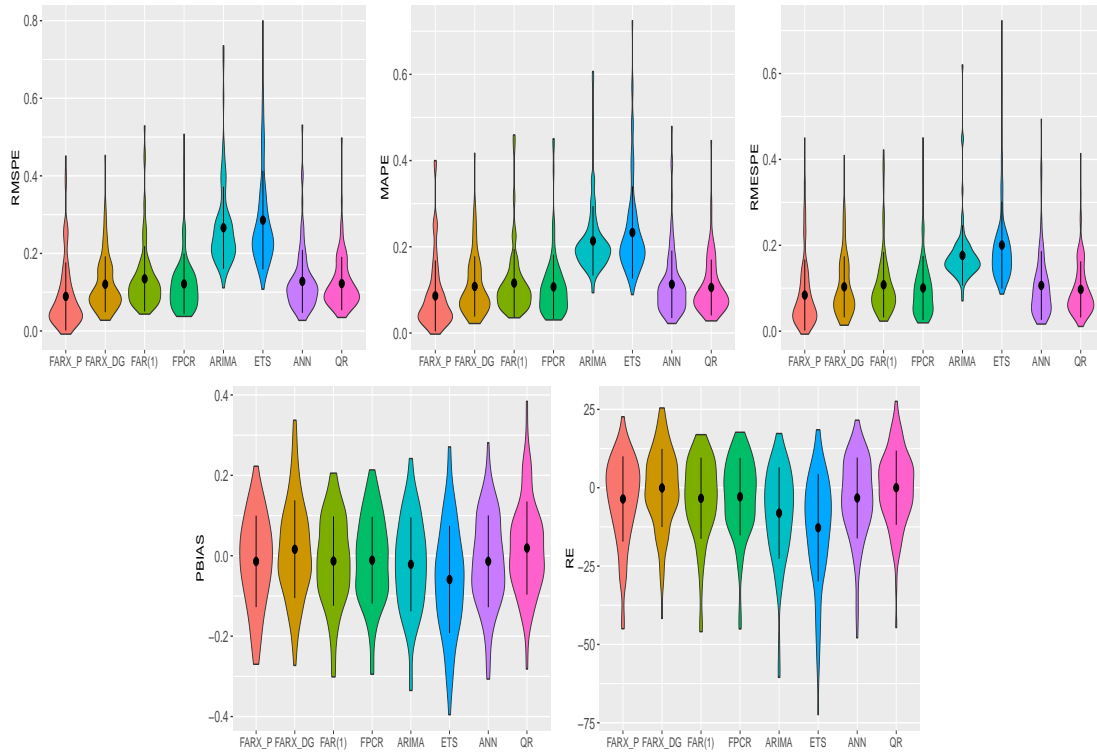 RMSPE
0.8
0.6
0.4
0.2
0.0
FARX_P FARX_DG FAR(1) FPCR ARIMA ETS ANN QR
MAPE
0.6
0.4
0.2
0.0
FARX_P FARX_DG FAR(1) FPCR ARIMA ETS ANN QR
RMESPE
0.6
0.4
0.2
0.0
FARX_P FARX_DG FAR(1) FPCR ARIMA ETS ANN QR
PBIAS
0.4
0.2
0.0
−0.2
−0.4
FARX_P FARX_DG FAR(1) FPCR ARIMA ETS ANN QR
RE
25
0
−25
−50
−75
FARX_P FARX_DG FAR(1) FPCR ARIMA ETS ANN QR